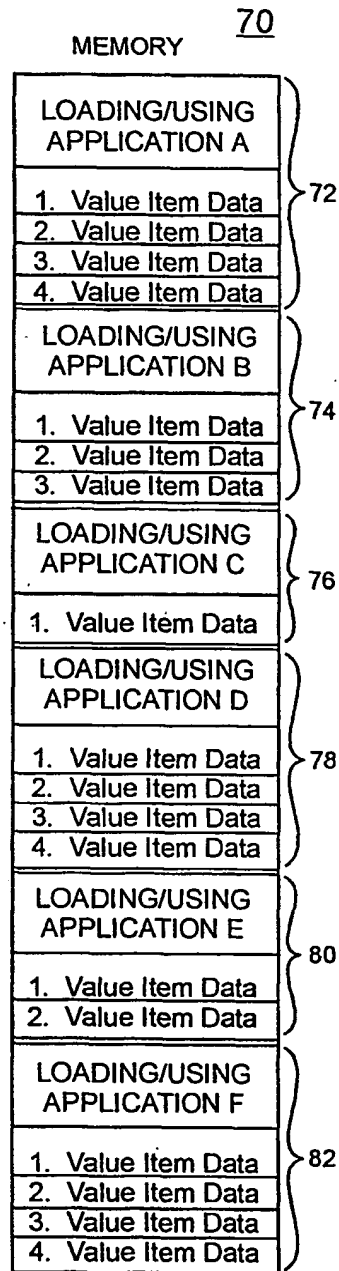 70
MEMORY
LOADING/USING
APPLICATION A
1. Value Item Data
2. Value Item Data
3. Value Item Data
4. Value Item Data
72
LOADING/USING
APPLICATION B
1. Value Item Data
2. Value Item Data
3. Value Item Data
74
LOADING/USING
APPLICATION C
1. Value Item Data
76
LOADING/USING
APPLICATION D
1. Value Item Data
2. Value Item Data
3. Value Item Data
4. Value Item Data
78
LOADING/USING
APPLICATION E
1. Value Item Data
2. Value Item Data
80
LOADING/USING
APPLICATION F
1. Value Item Data
2. Value Item Data
3. Value Item Data
4. Value Item Data
82